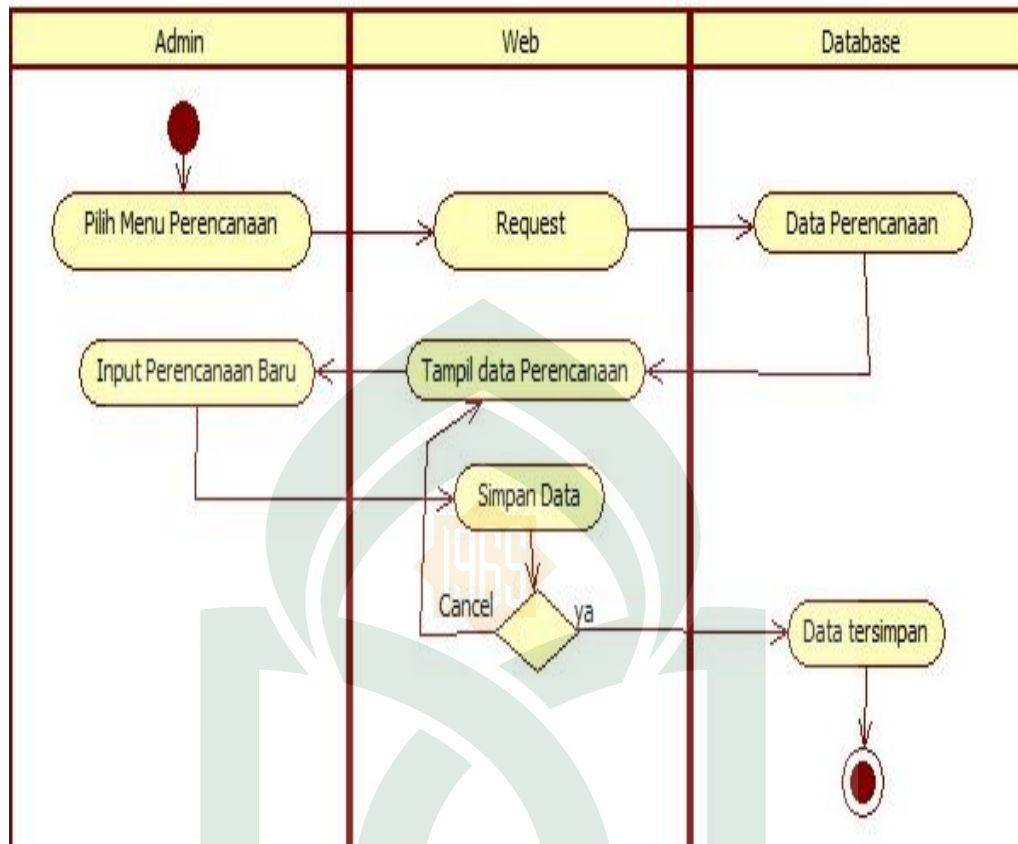 Admin
Web
Database
Pilih Menu Perencanaan
Request
Data Perencanaan
Input Perencanaan Baru
Tampil data Perencanaan
Simpan Data
1965
Cancel
ya
Data tersimpan